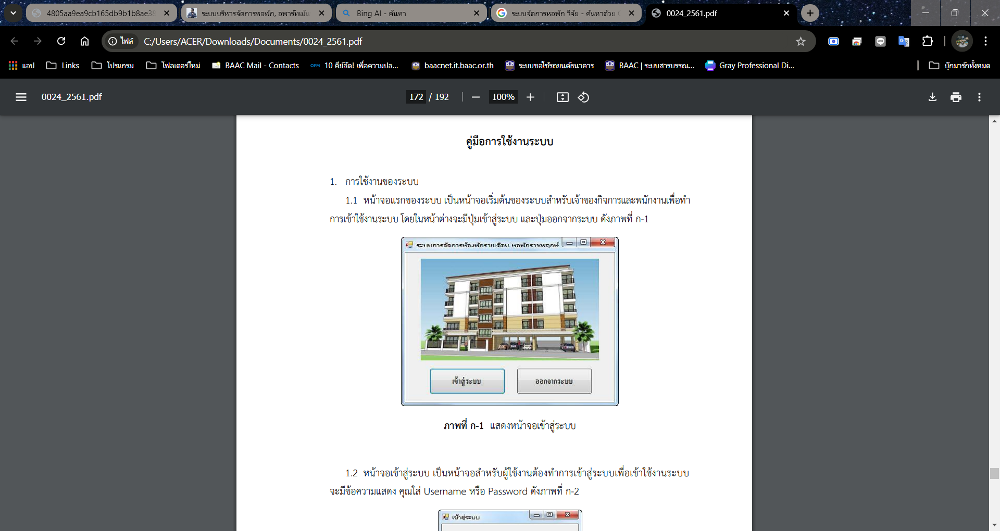 4805aa9ea9cb165db9b1b8ae38
ระบบบริหารจัดการหอพัก, อพาร์ทเม้น
Bing AI - ค้นหา
ระบบจัดการหอพัก วิจัย - ค้นหาด้วย G
0024_2561.pdf
ไฟล์
C:/Users/ACER/Downloads/Documents/0024_2561.pdf
แอป
Links
โปรแกรม
โฟลเดอร์ใหม่
BAAC Mail - Contacts
OFM
10 คีย์ลัด! เพื่อความปล...
baacnet.it.baac.or.th
ระบบขอใช้รถยนต์ธนาคาร
BAAC | ระบบสารบรรณ...
Gray Professional Di...
บุ๊กมาร์กทั้งหมด
0024_2561.pdf
172 / 192
100%
คู่มือการใช้งานระบบ
1. การใช้งานของระบบ
1.1 หน้าจอแรกของระบบ เป็นหน้าจอเริ่มต้นของระบบสำหรับเจ้าของกิจการและพนักงานเพื่อทำ
การเข้าใช้งานระบบ โดยในหน้าต่างจะมีปุ่มเข้าสู่ระบบ และปุ่มออกจากระบบ ดังภาพที่ ก-1
ระบบการจัดการห้องพักรายเดือน หอพักราชพฤกษ์
เข้าสู่ระบบ
ออกจากระบบ
ภาพที่ ก-1 แสดงหน้าจอเข้าสู่ระบบ
1.2 หน้าจอเข้าสู่ระบบ เป็นหน้าจอสำหรับผู้ใช้งานต้องทำการเข้าสู่ระบบเพื่อเข้าใช้งานระบบ
จะมีข้อความแสดง คุณใส่ Username หรือ Password ดังภาพที่ ก-2
เข้าสู่ระบบ